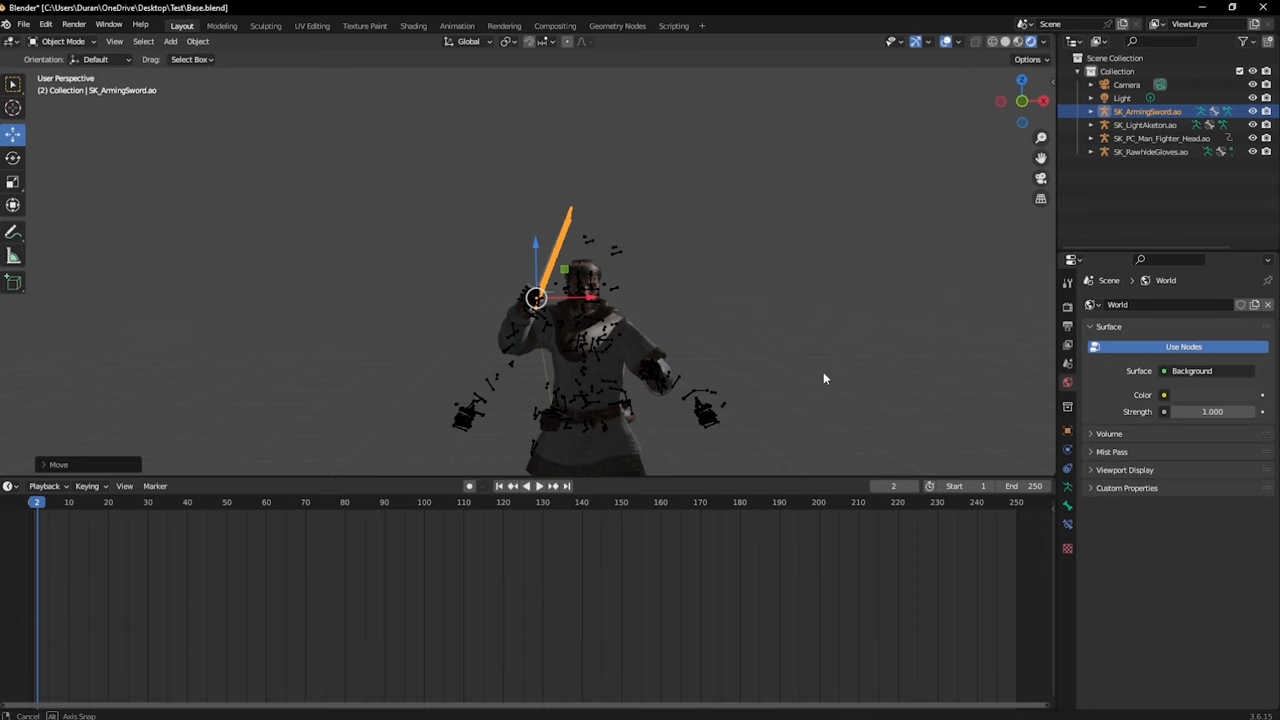 Blender* [C:\Users\Duran\OneDrive\Desktop\Test\Base.blend]
File Edit Render Window Help Layout Modeling Sculpting UV Editing Texture Paint Shading Animation Rendering Compositing Geometry Nodes Scripting + Scene ViewLayer
Object Mode View Select Add Object Global Options
Orientation: Default Drag: Select Box
User Perspective
(2) Collection | SK_ArmingSword.ao
Scene Collection
Collection
Camera
Light
SK_ArmingSword.ao
SK_LightAketon.ao
SK_PC_Man_Fighter_Head.ao
SK_RawhideGloves.ao
X
Z
Scene > World
World
Surface
Use Nodes
Surface Background
Color
Strength 1.000
Volume
Mist Pass
Viewport Display
Custom Properties
Move
Playback Keying View Marker 2 Start 1 End 250
2 10 20 30 40 50 60 70 80 90 100 110 120 130 140 150 160 170 180 190 200 210 220 230 240 250
Cancel Alt Axis Snap 3.6.15